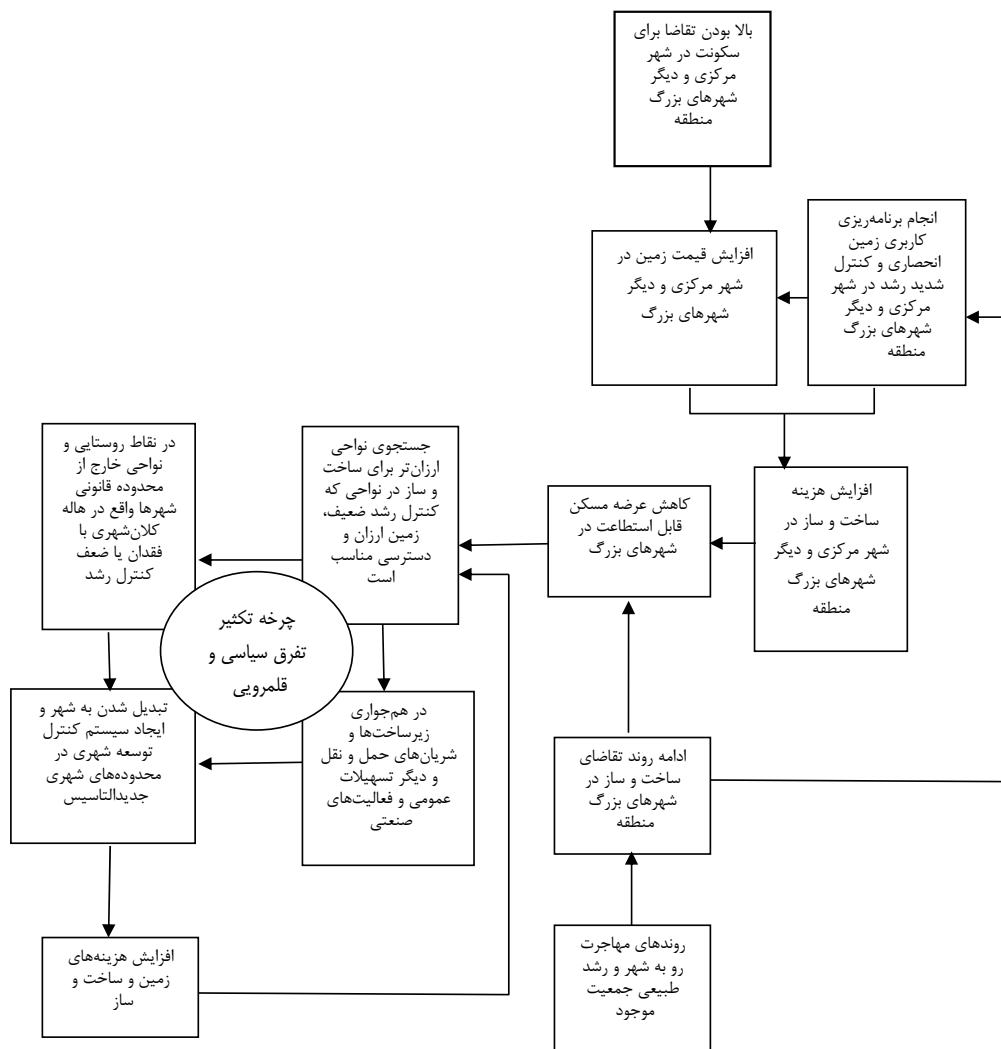 بالا بودن تقاضا برای
سکونت در شهر
مرکزی و دیگر
شهرهای بزرگ
منطقه
انجام برنامه‌ریزی
کاربری زمین
انحصاری و کنترل
شدید رشد در شهر
مرکزی و دیگر
شهرهای بزرگ
منطقه
افزایش قیمت زمین در
شهر مرکزی و دیگر
شهرهای بزرگ
افزایش هزینه
ساخت و ساز در
شهر مرکزی و دیگر
شهرهای بزرگ
منطقه
کاهش عرضه مسکن
قابل استطاعت در
شهرهای بزرگ
جستجوی نواحی
ارزان‌تر برای ساخت
و ساز در نواحی که
کنترل رشد ضعیف،
زمین ارزان و
دسترسی مناسب
است
در نقاط روستایی و
نواحی خارج از
محدوده قانونی
شهرها واقع در هاله
کلان‌شهری با
فقدان یا ضعف
کنترل رشد
چرخه تکثیر
تفرق سیاسی و
قلمرویی
در هم‌جواری
زیرساخت‌ها و
شریان‌های حمل و نقل
و دیگر تسهیلات
عمومی و فعالیت‌های
صنعتی
تبدیل شدن به شهر و
ایجاد سیستم کنترل
توسعه شهری در
محدوده‌های شهری
جدیدالتاسیس
ادامه روند تقاضای
ساخت و ساز در
شهرهای بزرگ
منطقه
روندهای مهاجرت
رو به شهر و رشد
طبیعی جمعیت
موجود
افزایش هزینه‌های
زمین و ساخت و
ساز